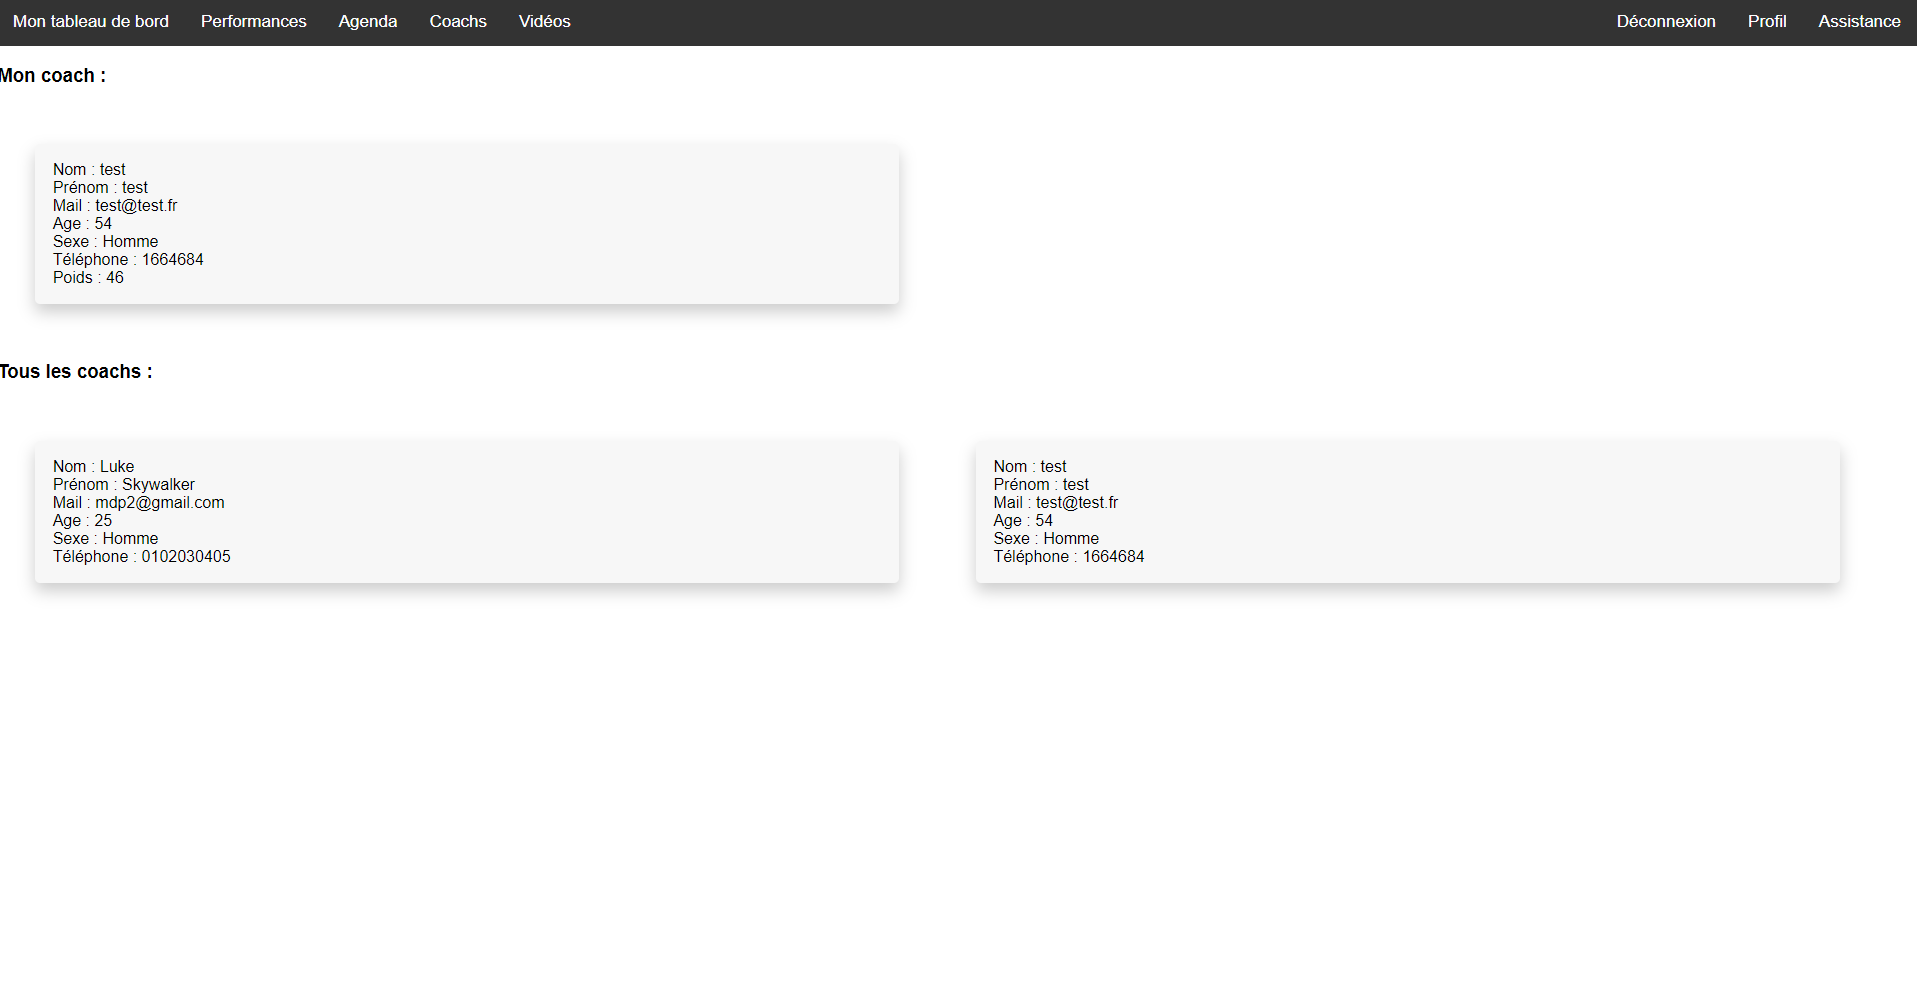 Mon tableau de bord Performances Agenda Coachs Vidéos Déconnexion Profil Assistance
Mon coach :
Nom : test
Prénom : test
Mail : test@test.fr
Age : 54
Sexe : Homme
Téléphone : 1664684
Poids : 46
Tous les coachs :
Nom : Luke
Prénom : Skywalker
Mail : mdp2@gmail.com
Age : 25
Sexe : Homme
Téléphone : 0102030405
Nom : test
Prénom : test
Mail : test@test.fr
Age : 54
Sexe : Homme
Téléphone : 1664684